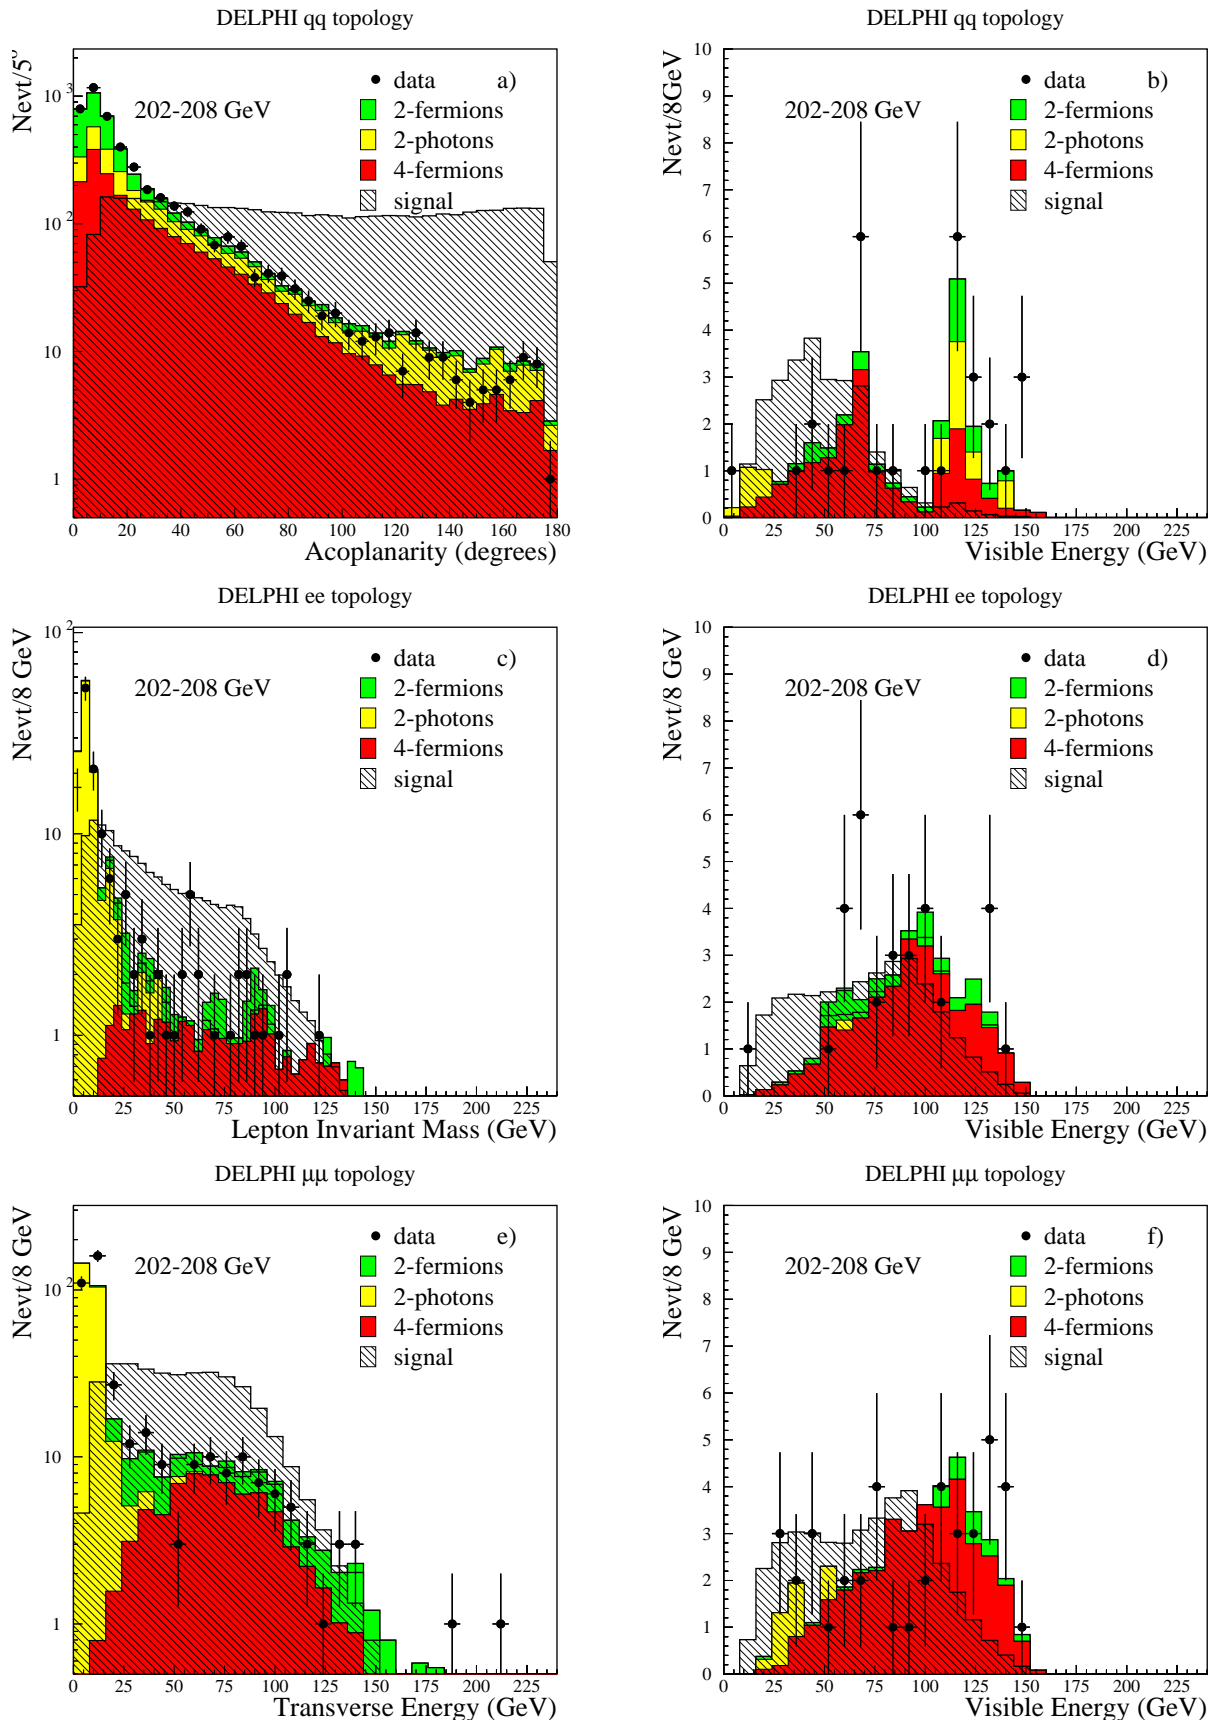 DELPHI qq topology
Nevt/5°
10³
10²
10
1
data a)
202-208 GeV
2-fermions
2-photons
4-fermions
signal
0 20 40 60 80 100 120 140 160 180
Acoplanarity (degrees)
DELPHI qq topology
Nevt/8GeV
10
9
8
7
6
5
4
3
2
1
0
data b)
202-208 GeV
2-fermions
2-photons
4-fermions
signal
0 25 50 75 100 125 150 175 200 225
Visible Energy (GeV)
DELPHI ee topology
Nevt/8 GeV
10²
10
1
data c)
202-208 GeV
2-fermions
2-photons
4-fermions
signal
0 25 50 75 100 125 150 175 200 225
Lepton Invariant Mass (GeV)
DELPHI ee topology
Nevt/8 GeV
10
9
8
7
6
5
4
3
2
1
0
data d)
202-208 GeV
2-fermions
2-photons
4-fermions
signal
0 25 50 75 100 125 150 175 200 225
Visible Energy (GeV)
DELPHI μμ topology
Nevt/8 GeV
10²
10
1
data e)
202-208 GeV
2-fermions
2-photons
4-fermions
signal
0 25 50 75 100 125 150 175 200 225
Transverse Energy (GeV)
DELPHI μμ topology
Nevt/8 GeV
10
9
8
7
6
5
4
3
2
1
0
data f)
202-208 GeV
2-fermions
2-photons
4-fermions
signal
0 25 50 75 100 125 150 175 200 225
Visible Energy (GeV)